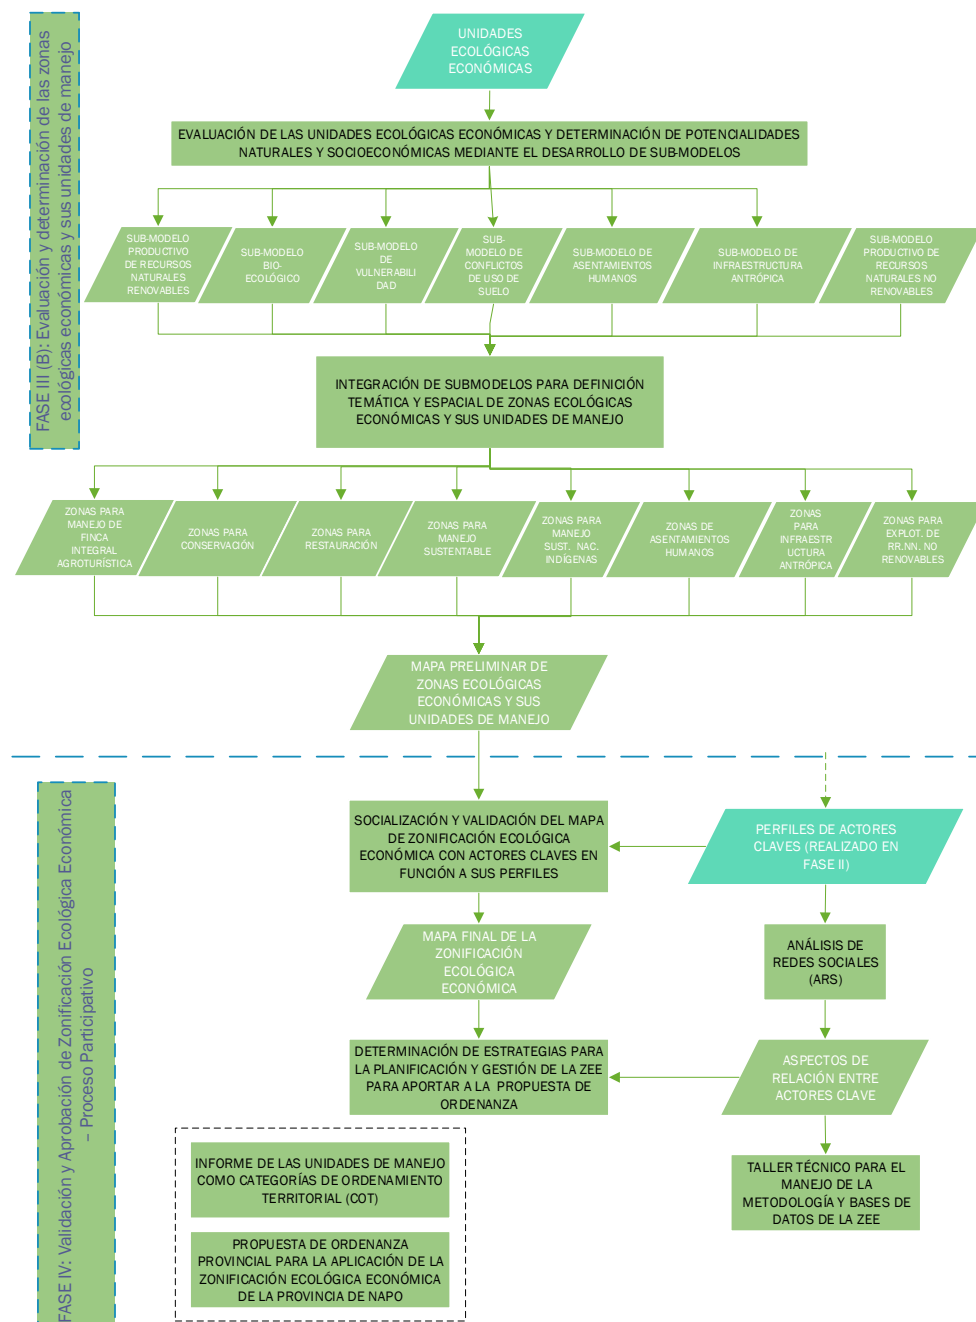 FASE III (B): Evaluación y determinación de las zonas
ecológicas económicas y sus unidades de manejo
UNIDADES
ECOLÓGICAS
ECONÓMICAS
EVALUACIÓN DE LAS UNIDADES ECOLÓGICAS ECONÓMICAS Y DETERMINACIÓN DE POTENCIALIDADES
NATURALES Y SOCIOECONÓMICAS MEDIANTE EL DESARROLLO DE SUB-MODELOS
SUB-MODELO
PRODUCTIVO
DE RECURSOS
NATURALES
RENOVABLES
SUB-MODELO
BIO-
ECOLÓGICO
SUB-MODELO
DE
VULNERABILI
DAD
SUB-
MODELO DE
CONFLICTOS
DE USO DE
SUELO
SUB-MODELO DE
ASENTAMIENTOS
HUMANOS
SUB-MODELO DE
INFRAESTRUCTURA
ANTRÓPICA
SUB-MODELO
PRODUCTIVO DE
RECURSOS
NATURALES NO
RENOVABLES
INTEGRACIÓN DE SUBMODELOS PARA DEFINICIÓN
TEMÁTICA Y ESPACIAL DE ZONAS ECOLÓGICAS
ECONÓMICAS Y SUS UNIDADES DE MANEJO
ZONAS PARA
MANEJO DE
FINCA
INTEGRAL
AGROTURÍSTICA
ZONAS PARA
CONSERVACIÓN
ZONAS PARA
RESTAURACIÓN
ZONAS PARA
MANEJO
SUSTENTABLE
ZONAS PARA
MANEJO
SUST. NAC.
INDÍGENAS
ZONAS DE
ASENTAMIENTOS
HUMANOS
ZONAS
PARA
INFRAESTR
UCTURA
ANTRÓPICA
ZONAS PARA
EXPLOT. DE
RR.NN. NO
RENOVABLES
MAPA PRELIMINAR DE
ZONAS ECOLÓGICAS
ECONÓMICAS Y SUS
UNIDADES DE MANEJO
FASE IV: Validación y Aprobación de Zonificación Ecológica Económica
– Proceso Participativo
SOCIALIZACIÓN Y VALIDACIÓN DEL MAPA
DE ZONIFICACIÓN ECOLÓGICA
ECONÓMICA CON ACTORES CLAVES EN
FUNCIÓN A SUS PERFILES
PERFILES DE ACTORES
CLAVES (REALIZADO EN
FASE II)
MAPA FINAL DE LA
ZONIFICACIÓN
ECOLÓGICA
ECONÓMICA
ANÁLISIS DE
REDES SOCIALES
(ARS)
DETERMINACIÓN DE ESTRATEGIAS PARA
LA PLANIFICACIÓN Y GESTIÓN DE LA ZEE
PARA APORTAR A LA PROPUESTA DE
ORDENANZA
ASPECTOS DE
RELACIÓN ENTRE
ACTORES CLAVE
INFORME DE LAS UNIDADES DE MANEJO
COMO CATEGORÍAS DE ORDENAMIENTO
TERRITORIAL (COT)
TALLER TÉCNICO PARA EL
MANEJO DE LA
METODOLOGÍA Y BASES DE
DATOS DE LA ZEE
PROPUESTA DE ORDENANZA
PROVINCIAL PARA LA APLICACIÓN DE LA
ZONIFICACIÓN ECOLÓGICA ECONÓMICA
DE LA PROVINCIA DE NAPO